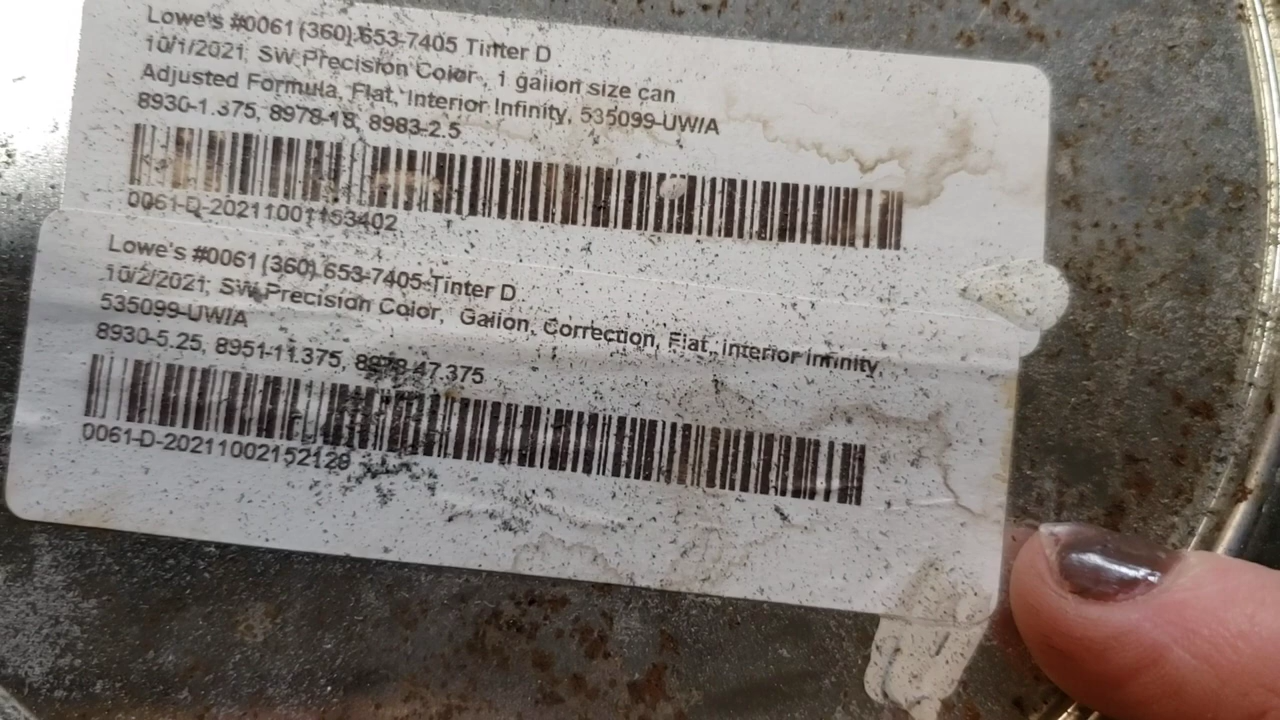 Lowe's #0061 (360) 653-7405 Tinter D
10/1/2021, SW Precision Color, 1 gallon size can
Adjusted Formula, Flat, Interior Infinity, 535099-UW/A
8930-1.375, 8978-18, 8983-2.5
0061-D-20211001153402
Lowe's #0061 (360) 653-7405 Tinter D
10/2/2021, SW Precision Color, Gallon, Correction, Flat, Interior Infinity,
535099-UW/A
8930-5.25, 8951-11.375, 8978-47.375
0061-D-20211002152128